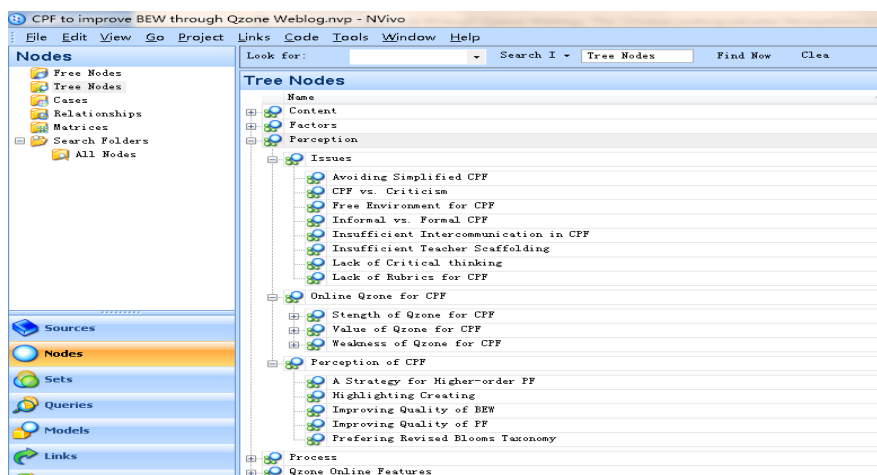 CPF to improve BEW through Qzone Weblog.nvp - NVivo
File Edit View Go Project Links Code Tools Window Help
Nodes
Free Nodes
Tree Nodes
Cases
Relationships
Matrices
Search Folders
All Nodes
Sources
Nodes
Sets
Queries
Models
Links
Look for: Search I Tree Nodes Find Now Clea
Tree Nodes
Name
Content
Factors
Perception
Issues
Avoiding Simplified CPF
CPF vs. Criticism
Free Environment for CPF
Informal vs. Formal CPF
Insufficient Intercommunication in CPF
Insufficient Teacher Scaffolding
Lack of Critical thinking
Lack of Rubrics for CPF
Online Qzone for CPF
Stength of Qzone for CPF
Value of Qzone for CPF
Weakness of Qzone for CPF
Perception of CPF
A Strategy for Higher-order PF
Highlighting Creating
Improving Quality of BEW
Improving Quality of PF
Prefering Revised Blooms Taxonomy
Process
Qzone Online Features